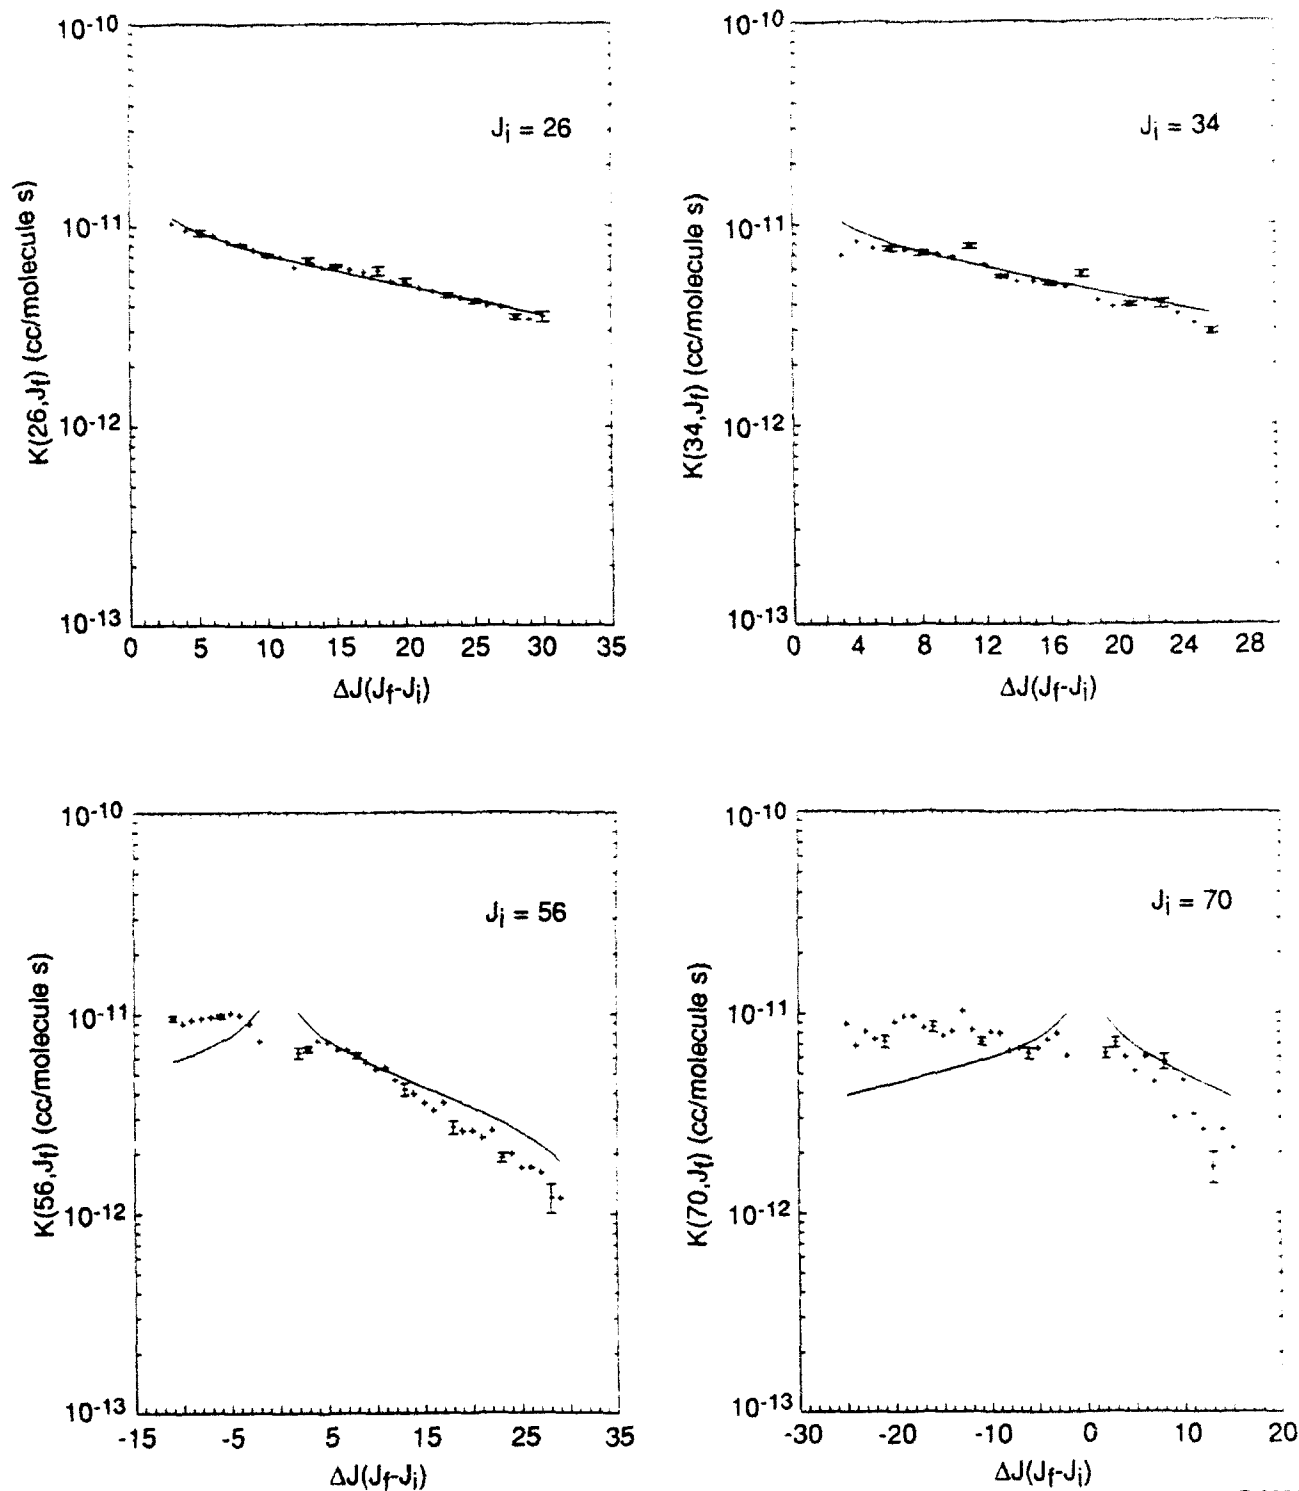 10-10
10-11
10-12
10-13
K(26,Jf) (cc/molecule s)
Ji = 26
0 5 10 15 20 25 30 35
ΔJ(Jf-Ji)
10-10
10-11
10-12
10-13
K(34,Jf) (cc/molecule s)
Ji = 34
0 4 8 12 16 20 24 28
ΔJ(Jf-Ji)
10-10
10-11
10-12
10-13
K(56,Jf) (cc/molecule s)
Ji = 56
-15 -5 5 15 25 35
ΔJ(Jf-Ji)
10-10
10-11
10-12
10-13
K(70,Jf) (cc/molecule s)
Ji = 70
-30 -20 -10 0 10 20
ΔJ(Jf-Ji)